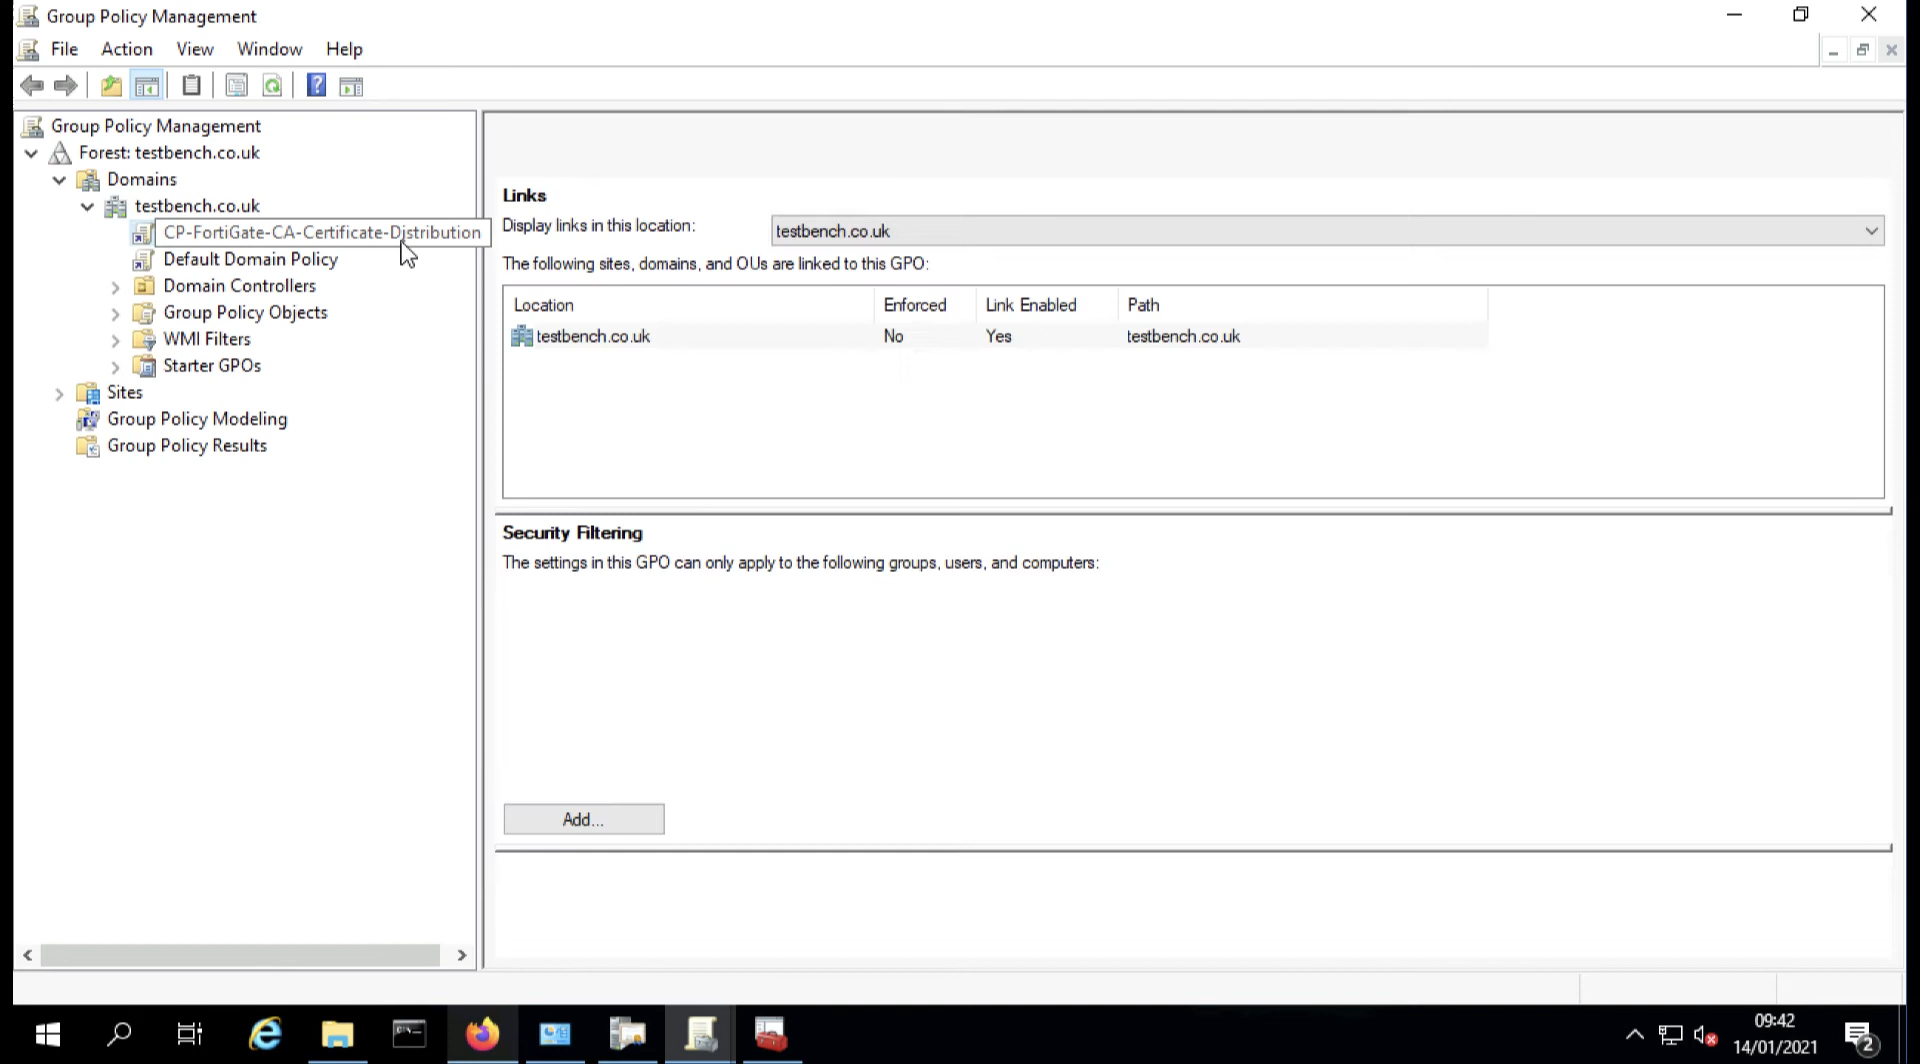 Group Policy Management
File Action View Window Help
Group Policy Management
Forest: testbench.co.uk
Domains
testbench.co.uk
CP-FortiGate-CA-Certificate-Distribution
Default Domain Policy
Domain Controllers
Group Policy Objects
WMI Filters
Starter GPOs
Sites
Group Policy Modeling
Group Policy Results
Links
Display links in this location: testbench.co.uk
The following sites, domains, and OUs are linked to this GPO:
Location Enforced Link Enabled Path
testbench.co.uk No Yes testbench.co.uk
Security Filtering
The settings in this GPO can only apply to the following groups, users, and computers:
Add...
09:42
14/01/2021
2